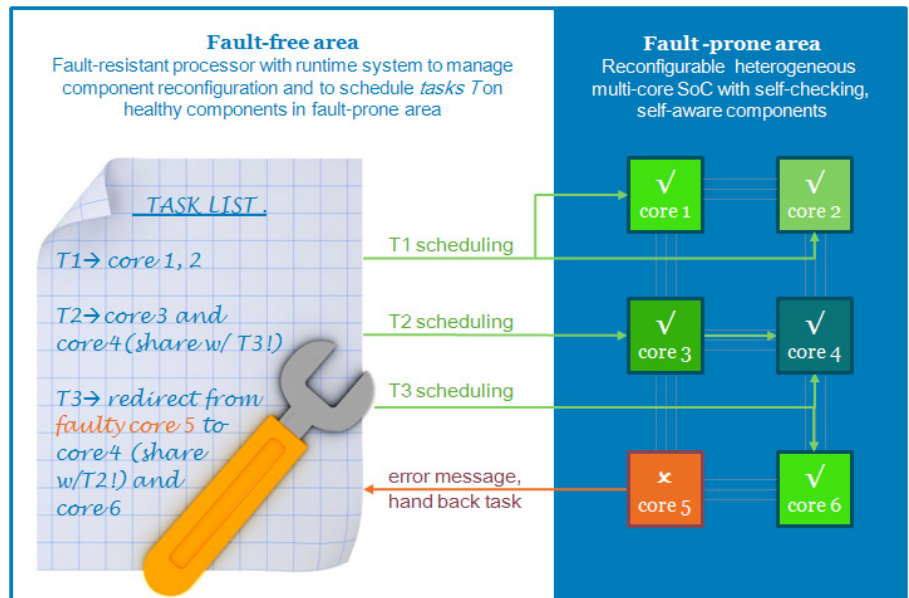 Fault-free area
Fault-resistant processor with runtime system to manage
component reconfiguration and to schedule tasks T on
healthy components in fault-prone area
Fault -prone area
Reconfigurable heterogeneous
multi-core SoC with self-checking,
self-aware components
TASK LIST .
T1→ core 1, 2
T2→ core 3 and
core 4 (share w/ T3!)
T3→ redirect from
faulty core 5 to
core 4 (share
w/T2!) and
core 6
T1 scheduling
T2 scheduling
T3 scheduling
error message,
hand back task
√
core 1
√
core 2
√
core 3
√
core 4
x
core 5
√
core 6